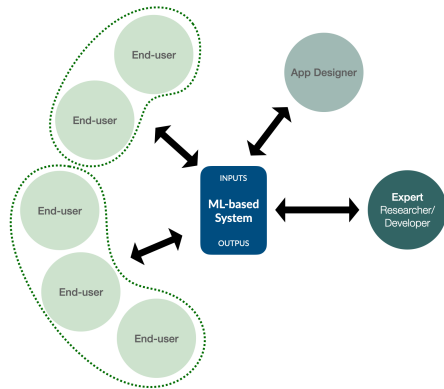 End-user
End-user
App Designer
INPUTS
ML-based
System
OUTPUS
Expert
Researcher/
Developer
End-user
End-user
End-user